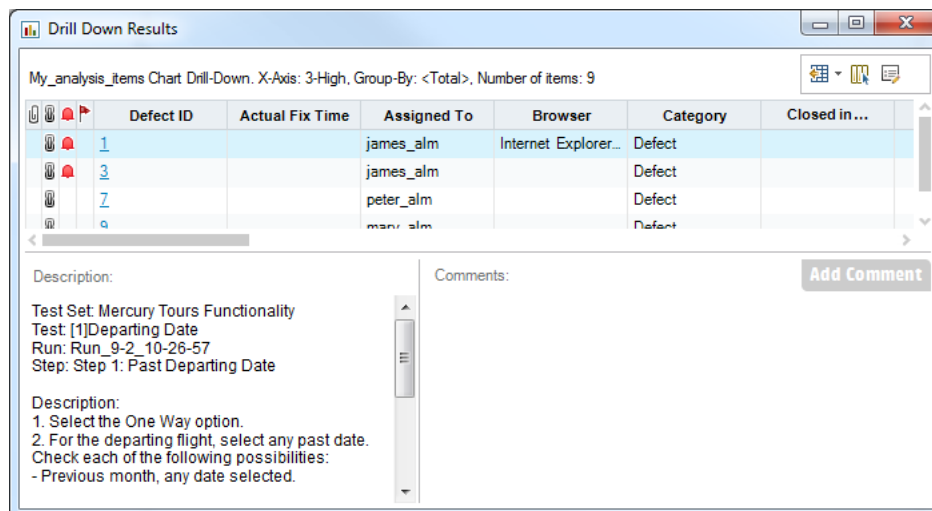 Drill Down Results
My_analysis_items Chart Drill-Down. X-Axis: 3-High, Group-By: <Total>, Number of items: 9
Defect ID Actual Fix Time Assigned To Browser Category Closed in...
1 james_alm Internet Explorer... Defect
3 james_alm Defect
7 peter_alm Defect
9 mary_alm Defect
Description:
Comments:
Add Comment
Test Set: Mercury Tours Functionality
Test: [1]Departing Date
Run: Run_9-2_10-26-57
Step: Step 1: Past Departing Date
Description:
1. Select the One Way option.
2. For the departing flight, select any past date.
Check each of the following possibilities:
- Previous month, any date selected.